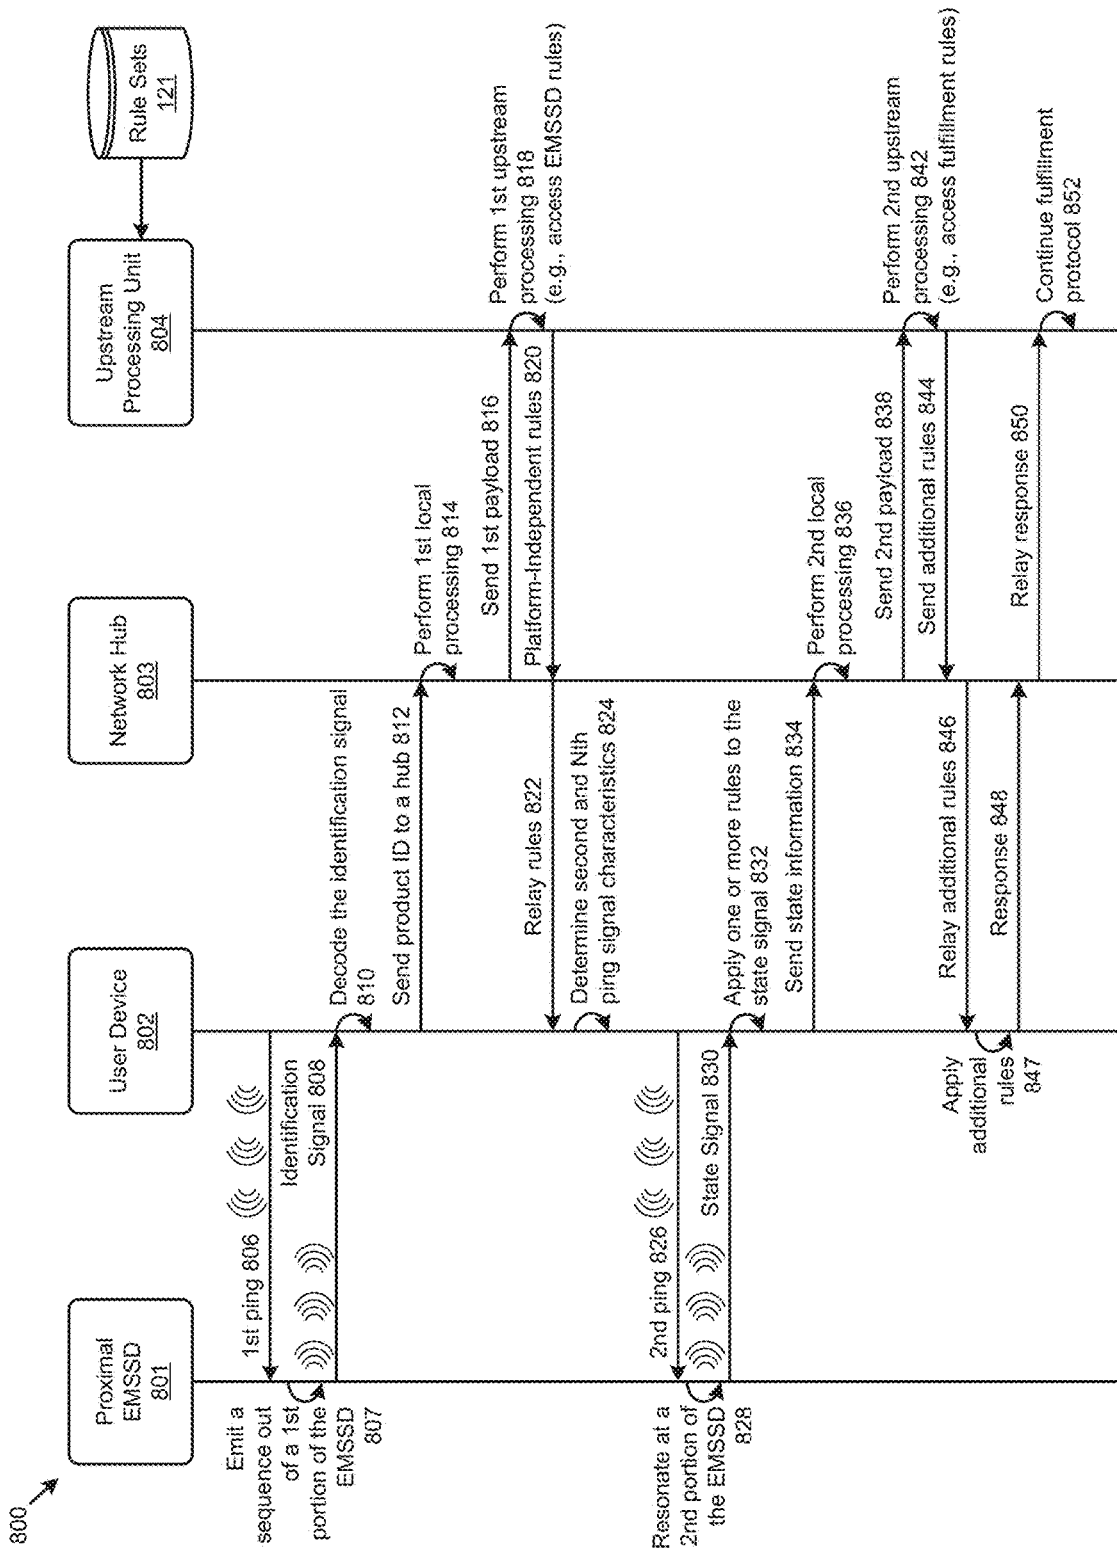 800
Proximal
EMSSD
801
User Device
802
Network Hub
803
Upstream
Processing Unit
804
Rule Sets
121
1st ping 806
Emit a
sequence out
of a 1st
portion of the
EMSSD
807
Identification
Signal 808
Decode the identification signal
810
Send product ID to a hub 812
Perform 1st local
processing 814
Send 1st payload 816
Perform 1st upstream
processing 818
(e.g., access EMSSD rules)
Platform-Independent rules 820
Relay rules 822
Determine second and Nth
ping signal characteristics 824
2nd ping 826
Resonate at a
2nd portion of
the EMSSD
828
State Signal 830
Apply one or more rules to the
state signal 832
Send state information 834
Perform 2nd local
processing 836
Send 2nd payload 838
Perform 2nd upstream
processing 842
(e.g., access fulfillment rules)
Send additional rules 844
Relay additional rules 846
Apply
additional
rules
847
Response 848
Relay response 850
Continue fulfillment
protocol 852